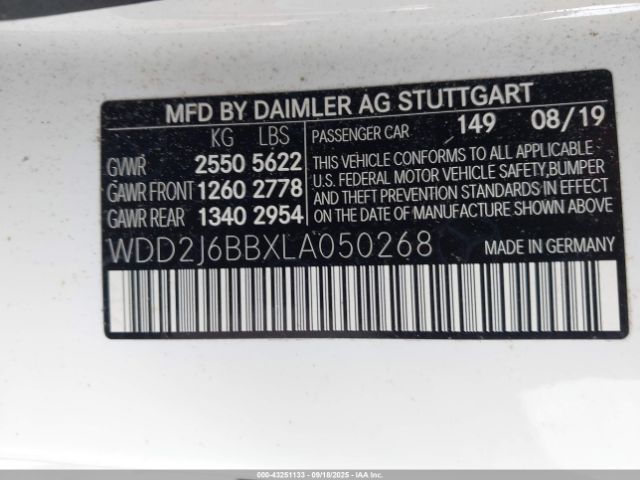 MFD BY DAIMLER AG STUTTGART
KG LBS
GVWR 2550 5622
GAWR FRONT 1260 2778
GAWR REAR 1340 2954
PASSENGER CAR 149 08/19
THIS VEHICLE CONFORMS TO ALL APPLICABLE
U.S. FEDERAL MOTOR VEHICLE SAFETY, BUMPER
AND THEFT PREVENTION STANDARDS IN EFFECT
ON THE DATE OF MANUFACTURE SHOWN ABOVE
WDD2J6BBXLA050268
MADE IN GERMANY
000-43251133 - 09/18/2025 - IAA Inc.